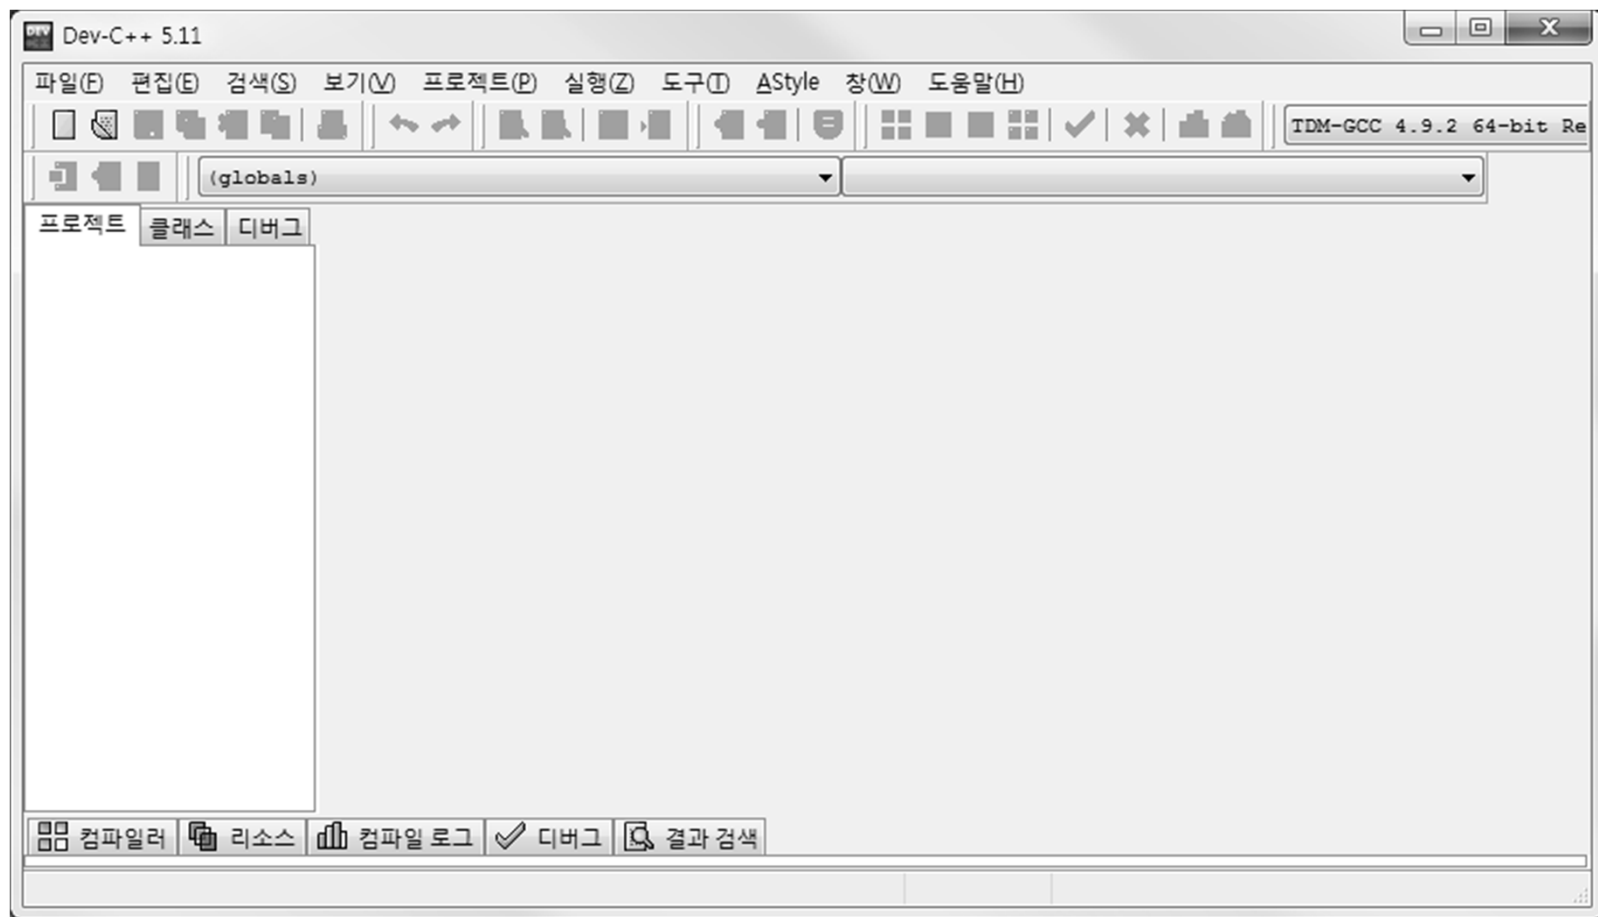 DEV
Dev-C++ 5.11
파일(F) 편집(E) 검색(S) 보기(V) 프로젝트(P) 실행(Z) 도구(T) AStyle 창(W) 도움말(H)
TDM-GCC 4.9.2 64-bit Re
(globals)
프로젝트 클래스 디버그
컴파일러 리소스 컴파일 로그 디버그 결과 검색